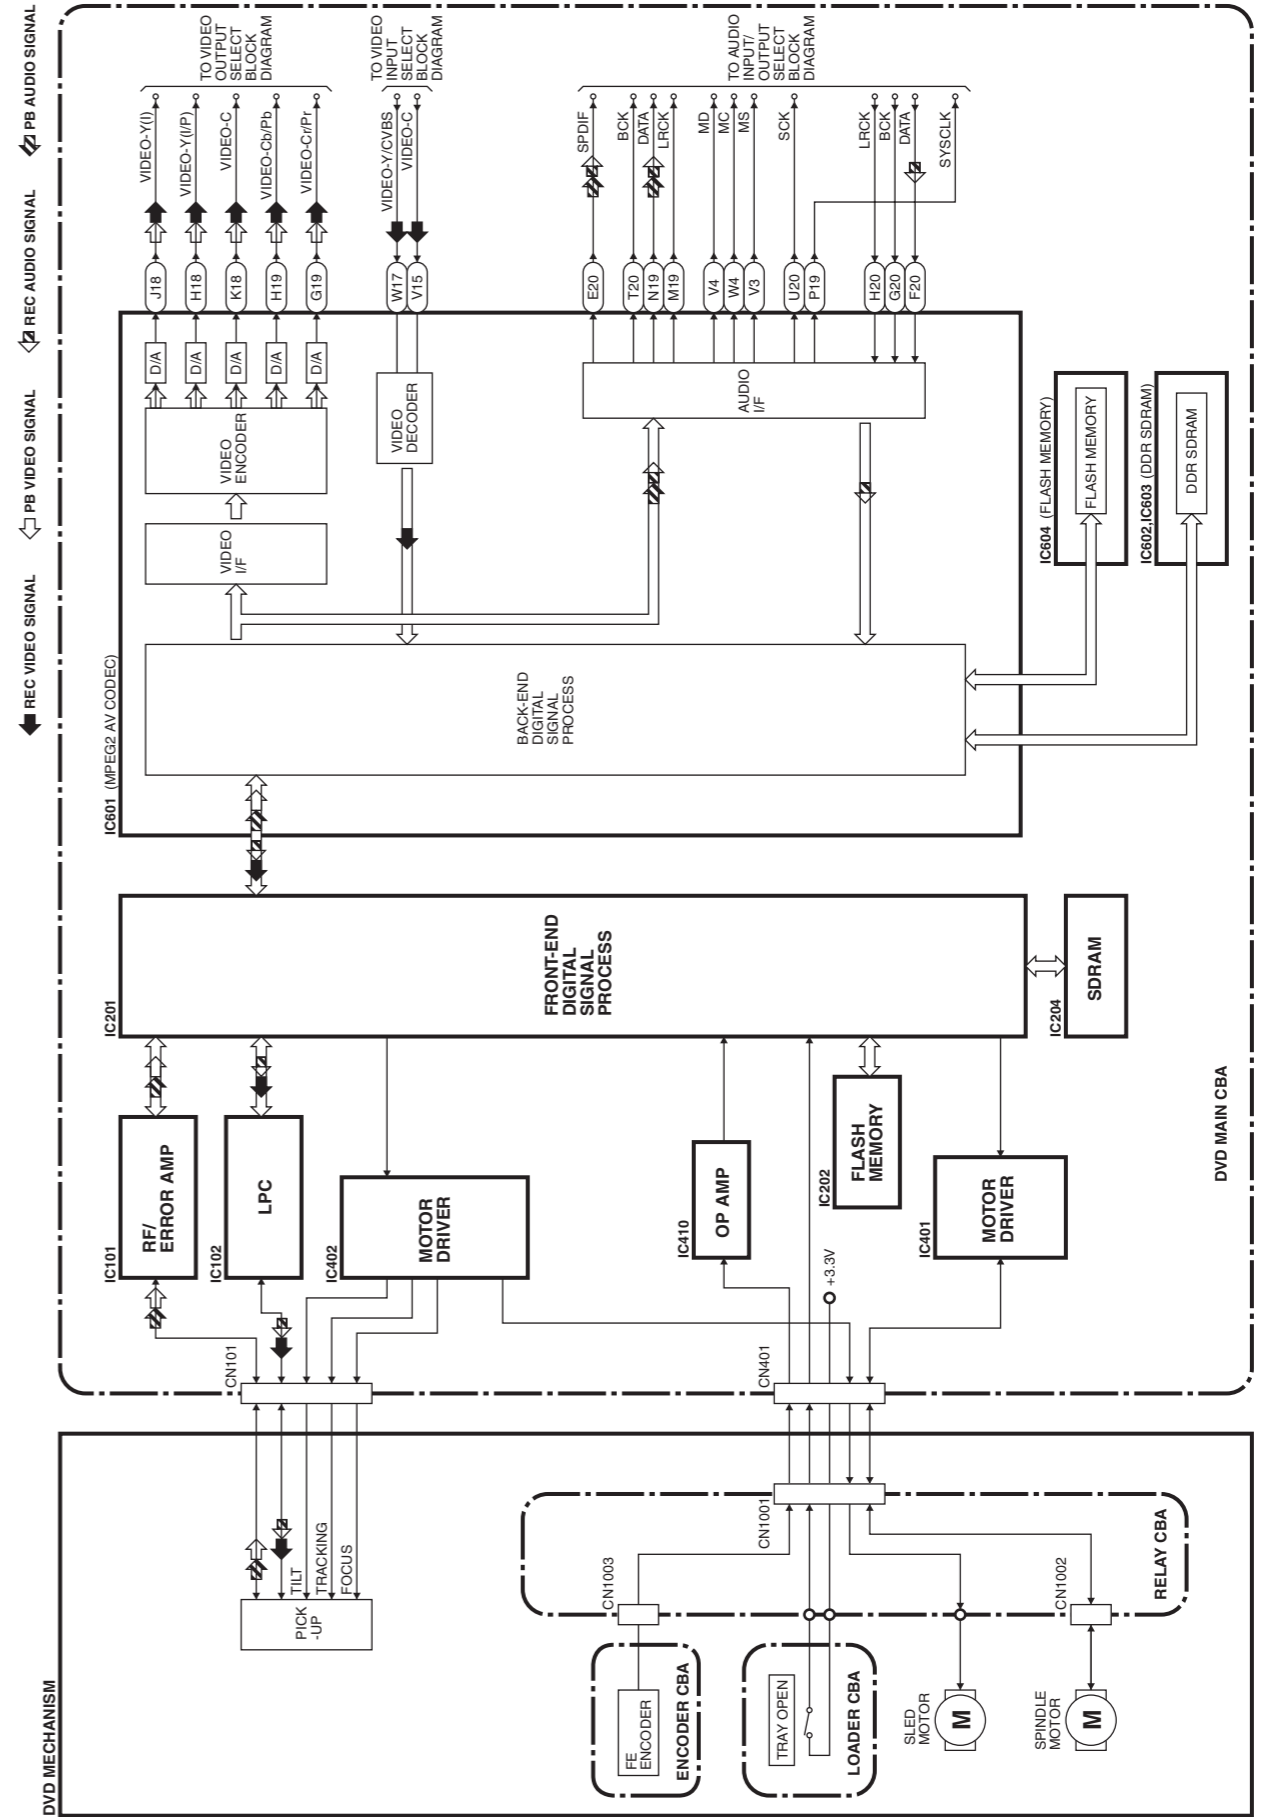 REC VIDEO SIGNAL
PB VIDEO SIGNAL
REC AUDIO SIGNAL
PB AUDIO SIGNAL
DVD MECHANISM
PICK
-UP
TILT
TRACKING
FOCUS
FE
ENCODER
ENCODER CBA
TRAY OPEN
LOADER CBA
SLED
MOTOR
M
SPINDLE
MOTOR
M
CN1003
CN1001
CN1002
RELAY CBA
CN101
CN401
+3.3V
IC101
RF/
ERROR AMP
IC102
LPC
IC402
MOTOR
DRIVER
IC410
OP AMP
IC202
FLASH
MEMORY
IC401
MOTOR
DRIVER
DVD MAIN CBA
IC201
FRONT-END
DIGITAL
SIGNAL
PROCESS
IC204
SDRAM
IC601 (MPEG2 AV CODEC)
BACK-END
DIGITAL
SIGNAL
PROCESS
VIDEO
I/F
VIDEO
ENCODER
D/A
D/A
D/A
D/A
D/A
VIDEO
DECODER
AUDIO
I/F
IC604 (FLASH MEMORY)
FLASH MEMORY
IC602,IC603 (DDR SDRAM)
DDR SDRAM
J18
H18
K18
H19
G19
W17
V15
E20
T20
N19
M19
V4
W4
V3
U20
P19
H20
G20
F20
VIDEO-Y(I)
VIDEO-Y(I/P)
VIDEO-C
VIDEO-Cb/Pb
VIDEO-Cr/Pr
VIDEO-Y/CVBS
VIDEO-C
SPDIF
BCK
DATA
LRCK
MD
MC
MS
SCK
LRCK
BCK
DATA
SYSCLK
TO VIDEO
OUTPUT
SELECT
BLOCK
DIAGRAM
TO VIDEO
INPUT
SELECT
BLOCK
DIAGRAM
TO AUDIO
INPUT/
OUTPUT
SELECT
BLOCK
DIAGRAM